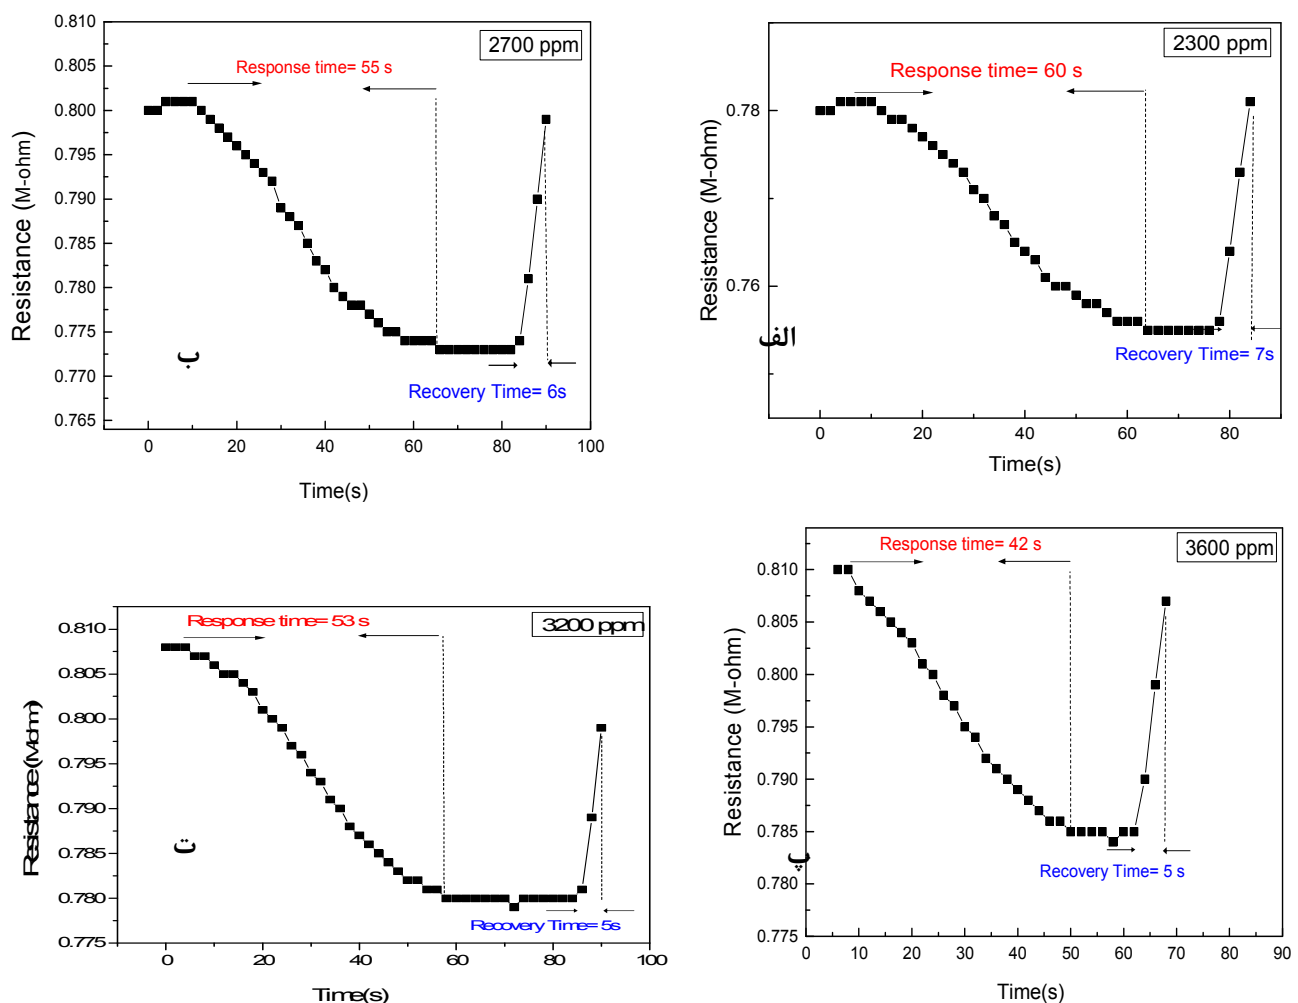 2700 ppm
Response time= 55 s
0.810
0.805
0.800
0.795
0.790
0.785
0.780
0.775
0.770
0.765
Resistance (M-ohm)
ب
Recovery Time= 6s
0 20 40 60 80 100
Time(s)
2300 ppm
Response time= 60 s
0.78
0.76
Resistance (M-ohm)
الف
Recovery Time= 7s
0 20 40 60 80
Time(s)
3200 ppm
Response time= 53 s
0.810
0.805
0.800
0.795
0.790
0.785
0.780
0.775
Resistance (M-ohm)
ت
Recovery Time= 5s
0 20 40 60 80 100
Time(s)
3600 ppm
Response time= 42 s
0.810
0.805
0.800
0.795
0.790
0.785
0.780
0.775
Resistance (M-ohm)
پ
Recovery Time= 5 s
0 10 20 30 40 50 60 70 80 90
Time(s)